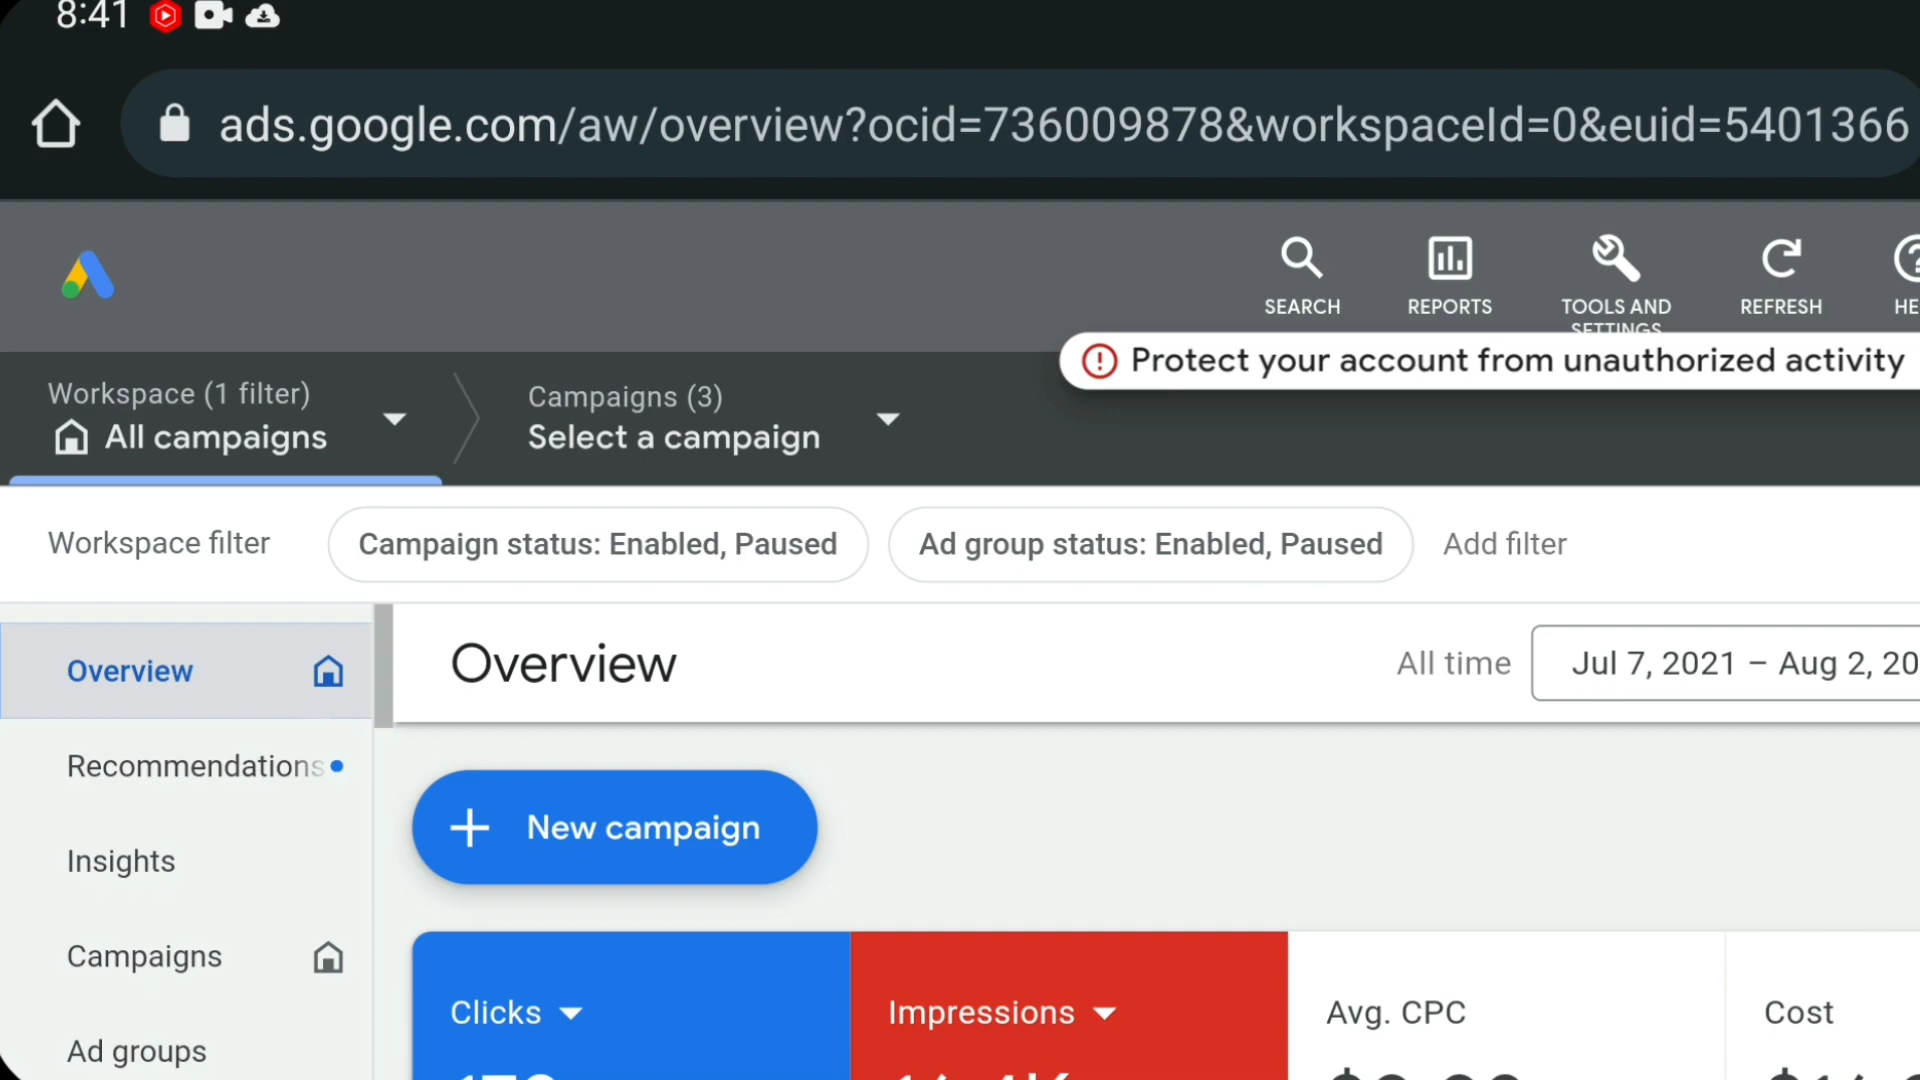 8:41
ads.google.com/aw/overview?ocid=736009878&workspaceId=0&euid=5401366
SEARCH
REPORTS
TOOLS AND
SETTINGS
REFRESH
Protect your account from unauthorized activity
Workspace (1 filter)
All campaigns
Campaigns (3)
Select a campaign
Workspace filter
Campaign status: Enabled, Paused
Ad group status: Enabled, Paused
Add filter
Overview
Recommendations
Insights
Campaigns
Ad groups
Overview
All time
Jul 7, 2021 – Aug 2, 20
New campaign
Clicks
Impressions
Avg. CPC
Cost